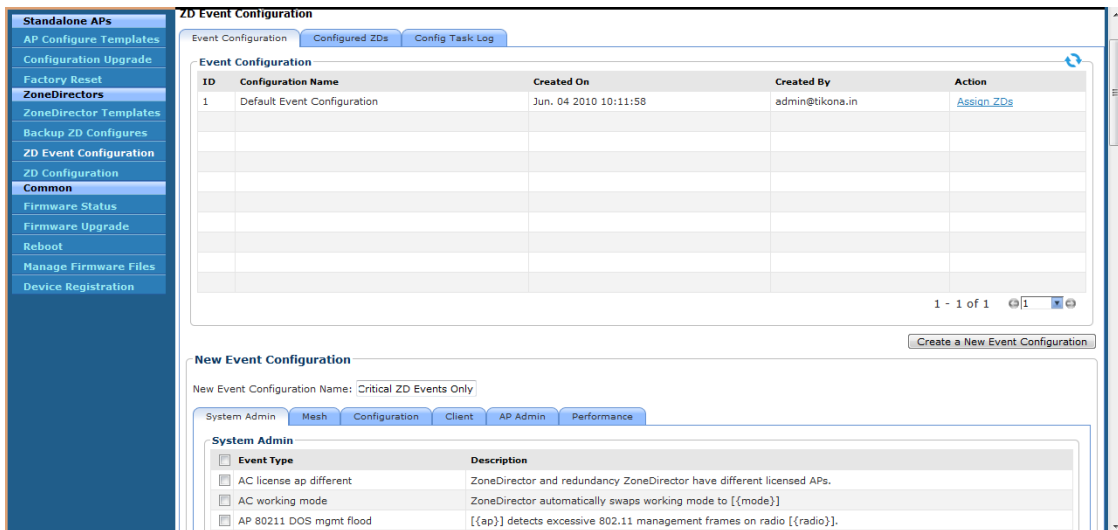 Standalone APs
AP Configure Templates
Configuration Upgrade
Factory Reset
ZoneDirectors
ZoneDirector Templates
Backup ZD Configures
ZD Event Configuration
ZD Configuration
Common
Firmware Status
Firmware Upgrade
Reboot
Manage Firmware Files
Device Registration
ZD Event Configuration
Event Configuration Configured ZDs Config Task Log
Event Configuration
ID Configuration Name Created On Created By Action
1 Default Event Configuration Jun. 04 2010 10:11:58 admin@tikona.in Assign ZDs
1 - 1 of 1 1
Create a New Event Configuration
New Event Configuration
New Event Configuration Name: Critical ZD Events Only
System Admin Mesh Configuration Client AP Admin Performance
System Admin
Event Type Description
AC license ap different ZoneDirector and redundancy ZoneDirector have different licensed APs.
AC working mode ZoneDirector automatically swaps working mode to [{mode}]
AP 80211 DOS mgmt flood [{ap}] detects excessive 802.11 management frames on radio [{radio}].